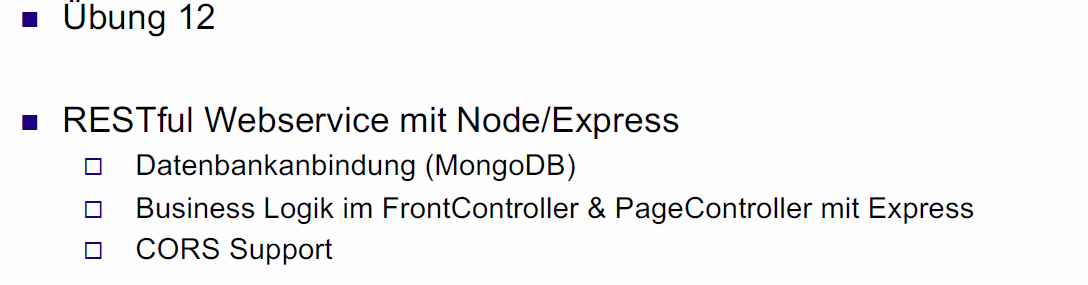 Übung 12
RESTful Webservice mit Node/Express
Datenbankanbindung (MongoDB)
Business Logik im FrontController & PageController mit Express
CORS Support